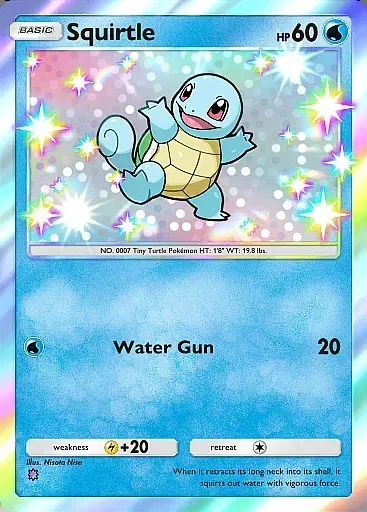 BASIC
Squirtle
HP 60
NO. 0007 Tiny Turtle Pokémon HT: 1'8" WT: 19.8 lbs.
Water Gun 20
weakness +20 retreat
Illus. Nisota Niso
When it retracts its long neck into its shell, it
squirts out water with vigorous force.